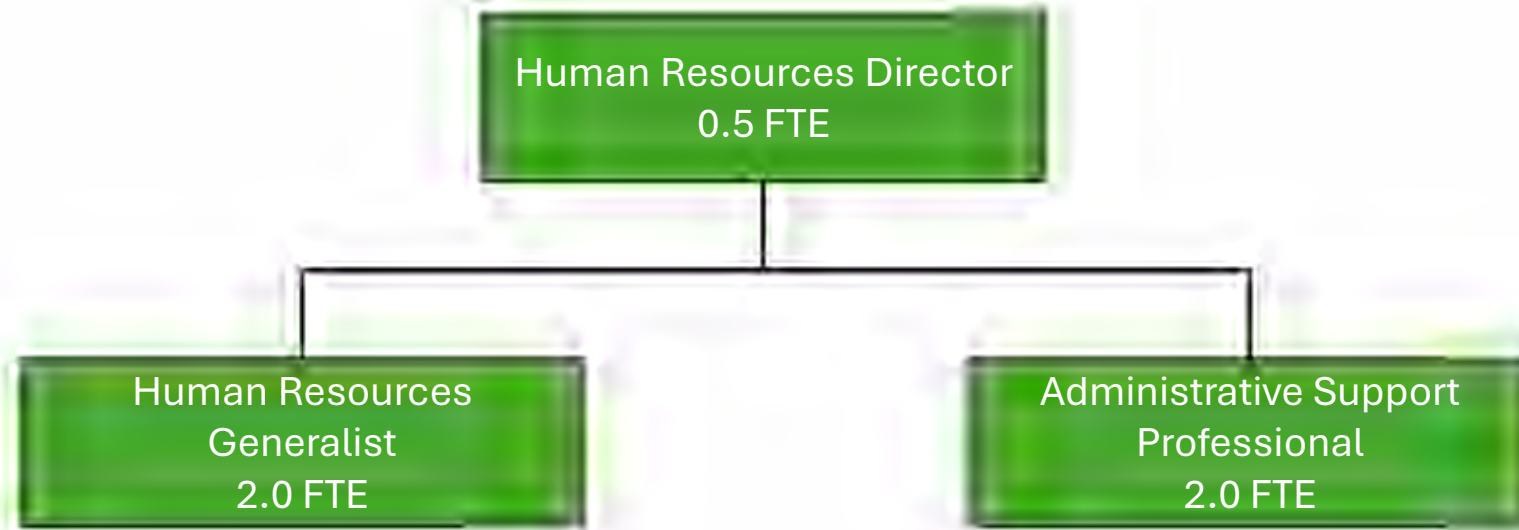 Human Resources Director
0.5 FTE
Human Resources
Generalist
2.0 FTE
Administrative Support
Professional
2.0 FTE